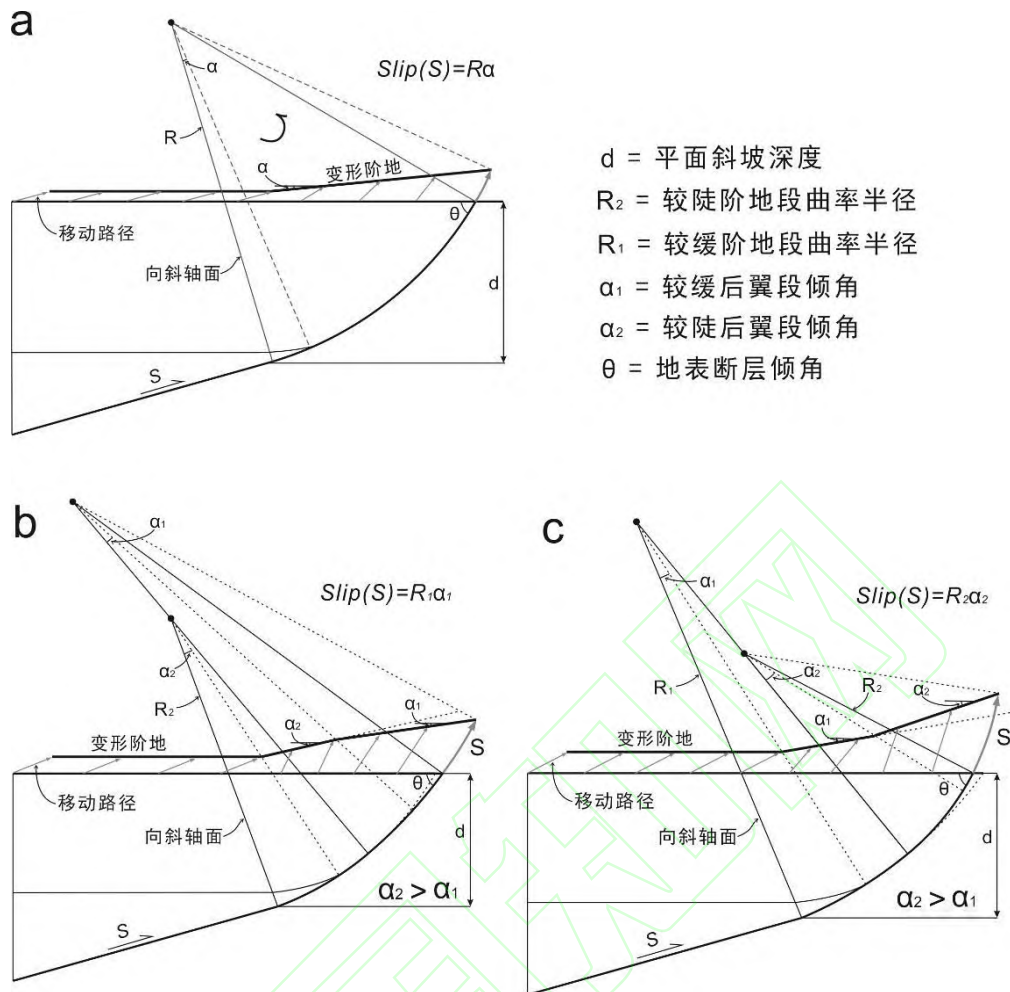 a
α
Slip(S)=Rα
R
α
变形阶地
θ
移动路径
向斜轴面
d
S
d = 平面斜坡深度
R₂ = 较陡阶地段曲率半径
R₁ = 较缓阶地段曲率半径
α₁ = 较缓后翼段倾角
α₂ = 较陡后翼段倾角
θ = 地表断层倾角
b
α₁
Slip(S)=R₁α₁
α₂
R₂
α₂
α₁
变形阶地
S
θ
移动路径
向斜轴面
d
α₂ > α₁
S
c
α₁
Slip(S)=R₂α₂
α₂
R₁
R₂
α₂
α₁
变形阶地
S
θ
移动路径
向斜轴面
d
α₂ > α₁
S